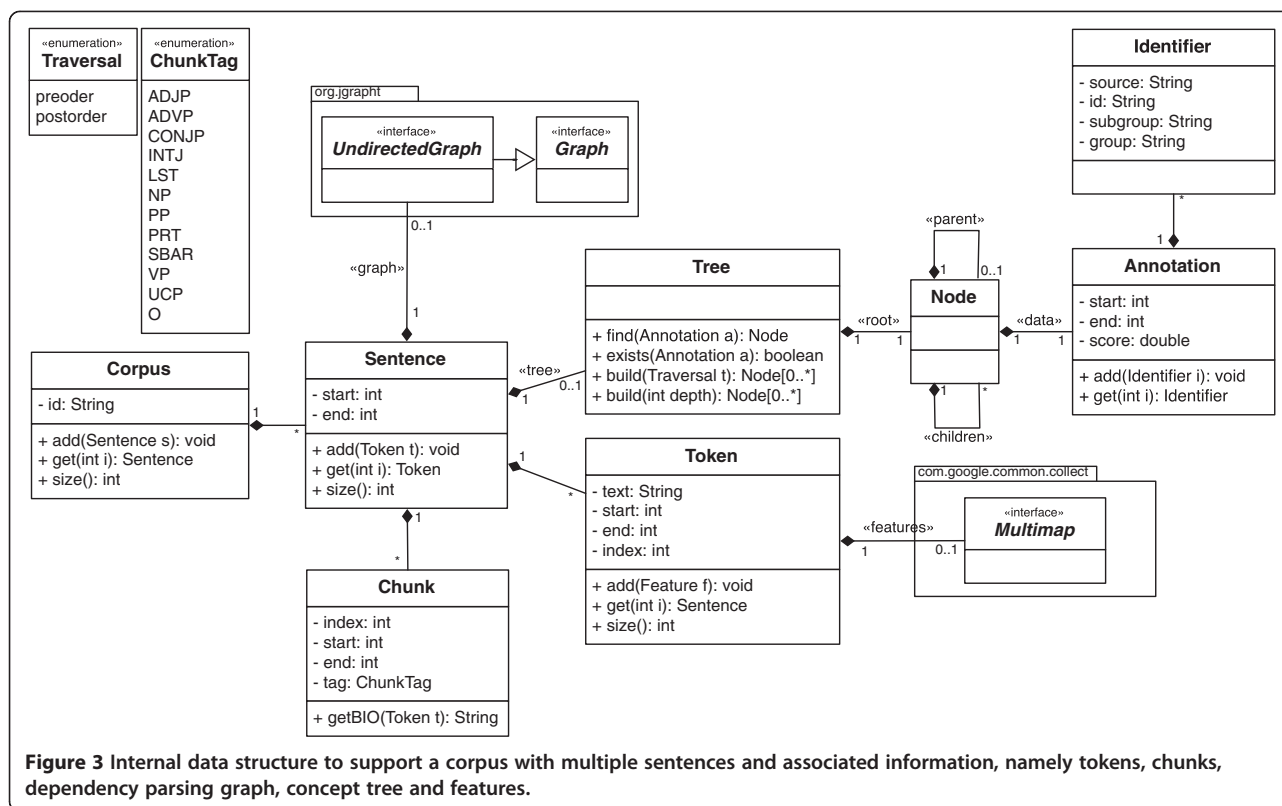 «enumeration»
Traversal
preoder
postorder
«enumeration»
ChunkTag
ADJP
ADVP
CONJP
INTJ
LST
NP
PP
PRT
SBAR
VP
UCP
O
org.jgrapht
«interface»
UndirectedGraph
«interface»
Graph
0..1
«graph»
1
Identifier
- source: String
- id: String
- subgroup: String
- group: String
*
1
Annotation
- start: int
- end: int
- score: double
+ add(Identifier i): void
+ get(int i): Identifier
«parent»
1
0..1
Node
«data»
1
1
1
*
«children»
«root»
1
1
Tree
+ find(Annotation a): Node
+ exists(Annotation a): boolean
+ build(Traversal t): Node[0..*]
+ build(int depth): Node[0..*]
«tree»
1
0..1
Sentence
- start: int
- end: int
+ add(Token t): void
+ get(int i): Token
+ size(): int
Corpus
- id: String
+ add(Sentence s): void
+ get(int i): Sentence
+ size(): int
1
*
1
*
Token
- text: String
- start: int
- end: int
- index: int
+ add(Feature f): void
+ get(int i): Sentence
+ size(): int
«features»
1
0..1
com.google.common.collect
«interface»
Multimap
1
*
Chunk
- index: int
- start: int
- end: int
- tag: ChunkTag
+ getBIO(Token t): String
Figure 3 Internal data structure to support a corpus with multiple sentences and associated information, namely tokens, chunks,
dependency parsing graph, concept tree and features.